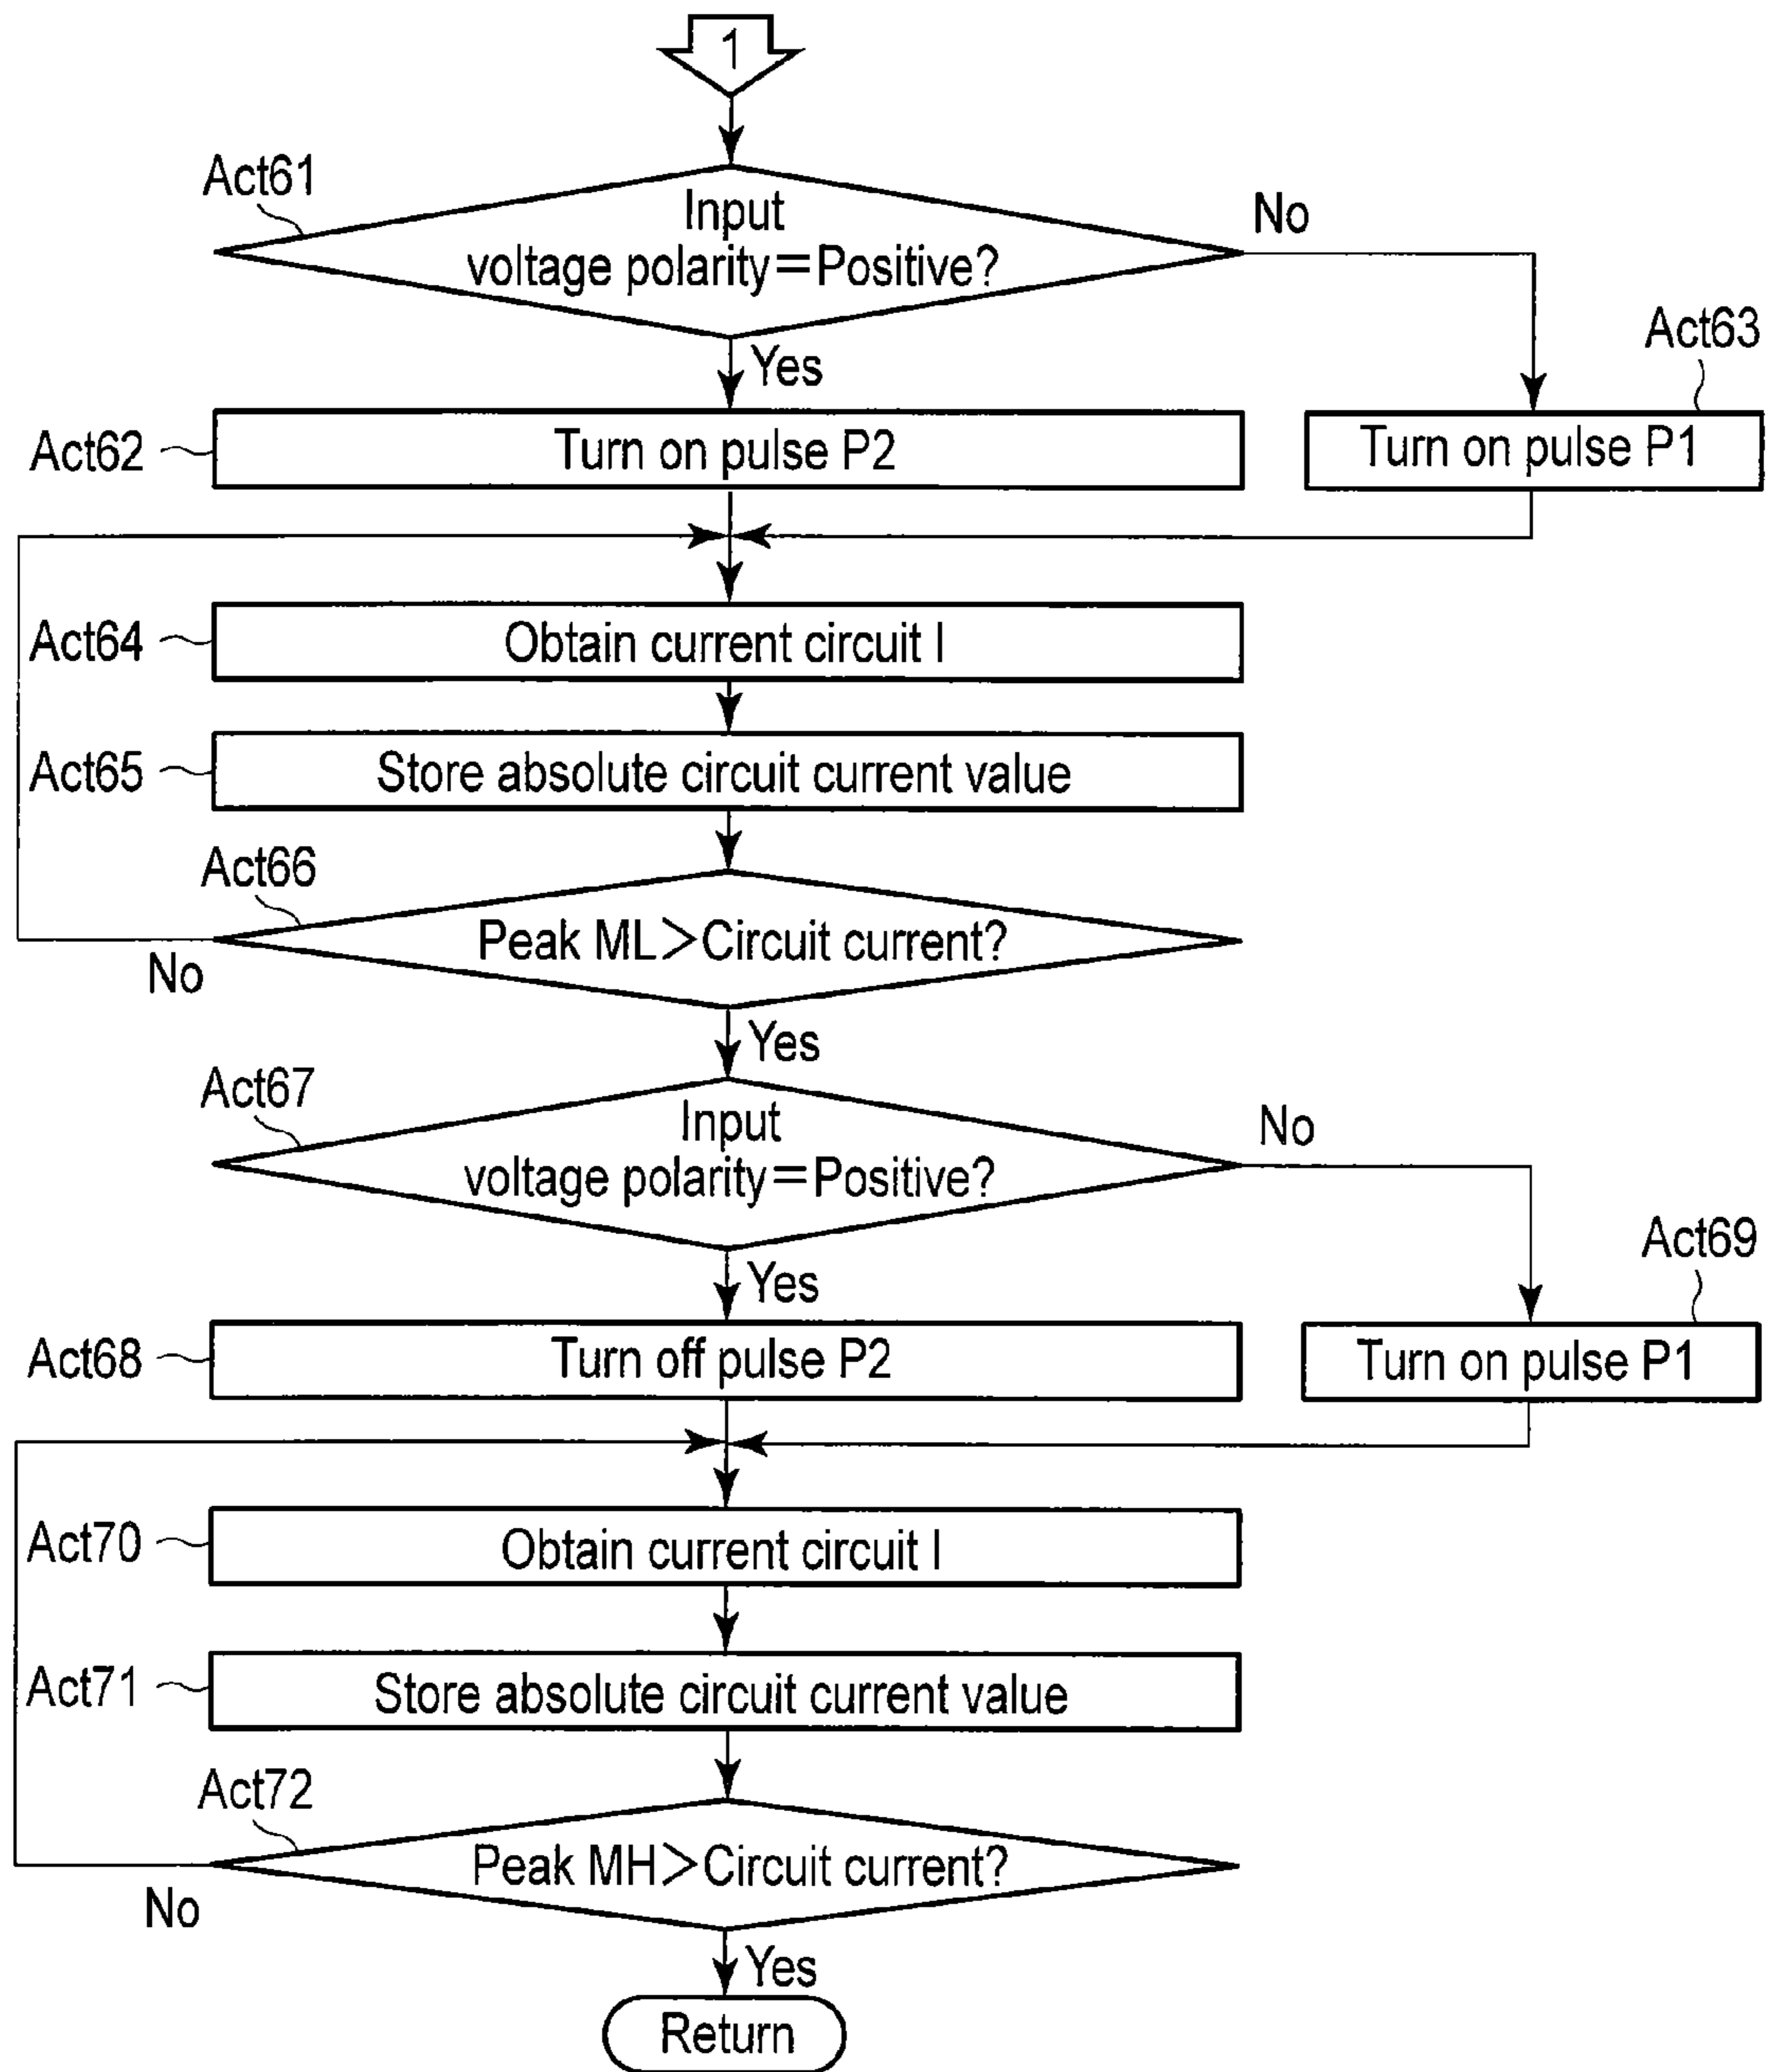 1
Act61
Input
voltage polarity=Positive?
No
Yes
Act63
Act62
Turn on pulse P2
Turn on pulse P1
Act64
Obtain current circuit I
Act65
Store absolute circuit current value
Act66
Peak ML>Circuit current?
No
Yes
Act67
Input
voltage polarity=Positive?
No
Yes
Act69
Act68
Turn off pulse P2
Turn on pulse P1
Act70
Obtain current circuit I
Act71
Store absolute circuit current value
Act72
Peak MH>Circuit current?
No
Yes
Return